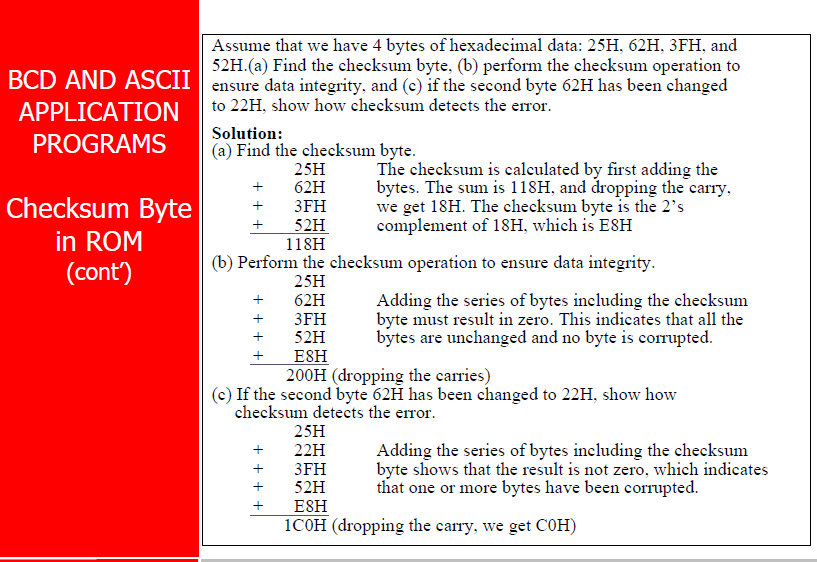 BCD AND ASCII
APPLICATION
PROGRAMS
Checksum Byte
in ROM
(cont’)
Assume that we have 4 bytes of hexadecimal data: 25H, 62H, 3FH, and
52H.(a) Find the checksum byte, (b) perform the checksum operation to
ensure data integrity, and (c) if the second byte 62H has been changed
to 22H, show how checksum detects the error.
Solution:
(a) Find the checksum byte.
25H The checksum is calculated by first adding the
+ 62H bytes. The sum is 118H, and dropping the carry,
+ 3FH we get 18H. The checksum byte is the 2’s
+ 52H complement of 18H, which is E8H
118H
(b) Perform the checksum operation to ensure data integrity.
25H
+ 62H Adding the series of bytes including the checksum
+ 3FH byte must result in zero. This indicates that all the
+ 52H bytes are unchanged and no byte is corrupted.
+ E8H
200H (dropping the carries)
(c) If the second byte 62H has been changed to 22H, show how
checksum detects the error.
25H
+ 22H Adding the series of bytes including the checksum
+ 3FH byte shows that the result is not zero, which indicates
+ 52H that one or more bytes have been corrupted.
+ E8H
1C0H (dropping the carry, we get C0H)